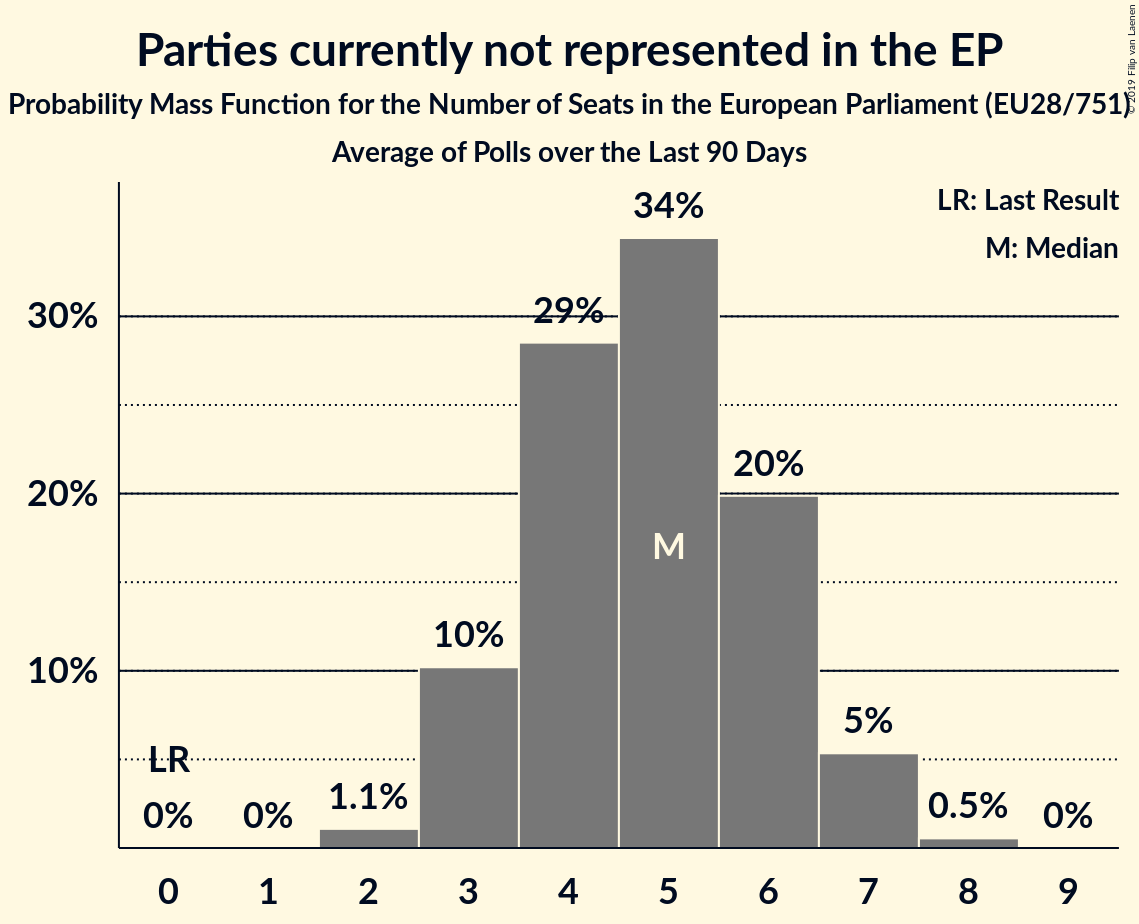 Parties currently not represented in the EP
Probability Mass Function for the Number of Seats in the European Parliament (EU28/751)
Average of Polls over the Last 90 Days
© 2019 Filip van Laenen
LR: Last Result
M: Median
34%
30%
29%
20%
20%
M
10%
10%
5%
LR
1.1%
0.5%
0%
0%
0%
0 1 2 3 4 5 6 7 8 9